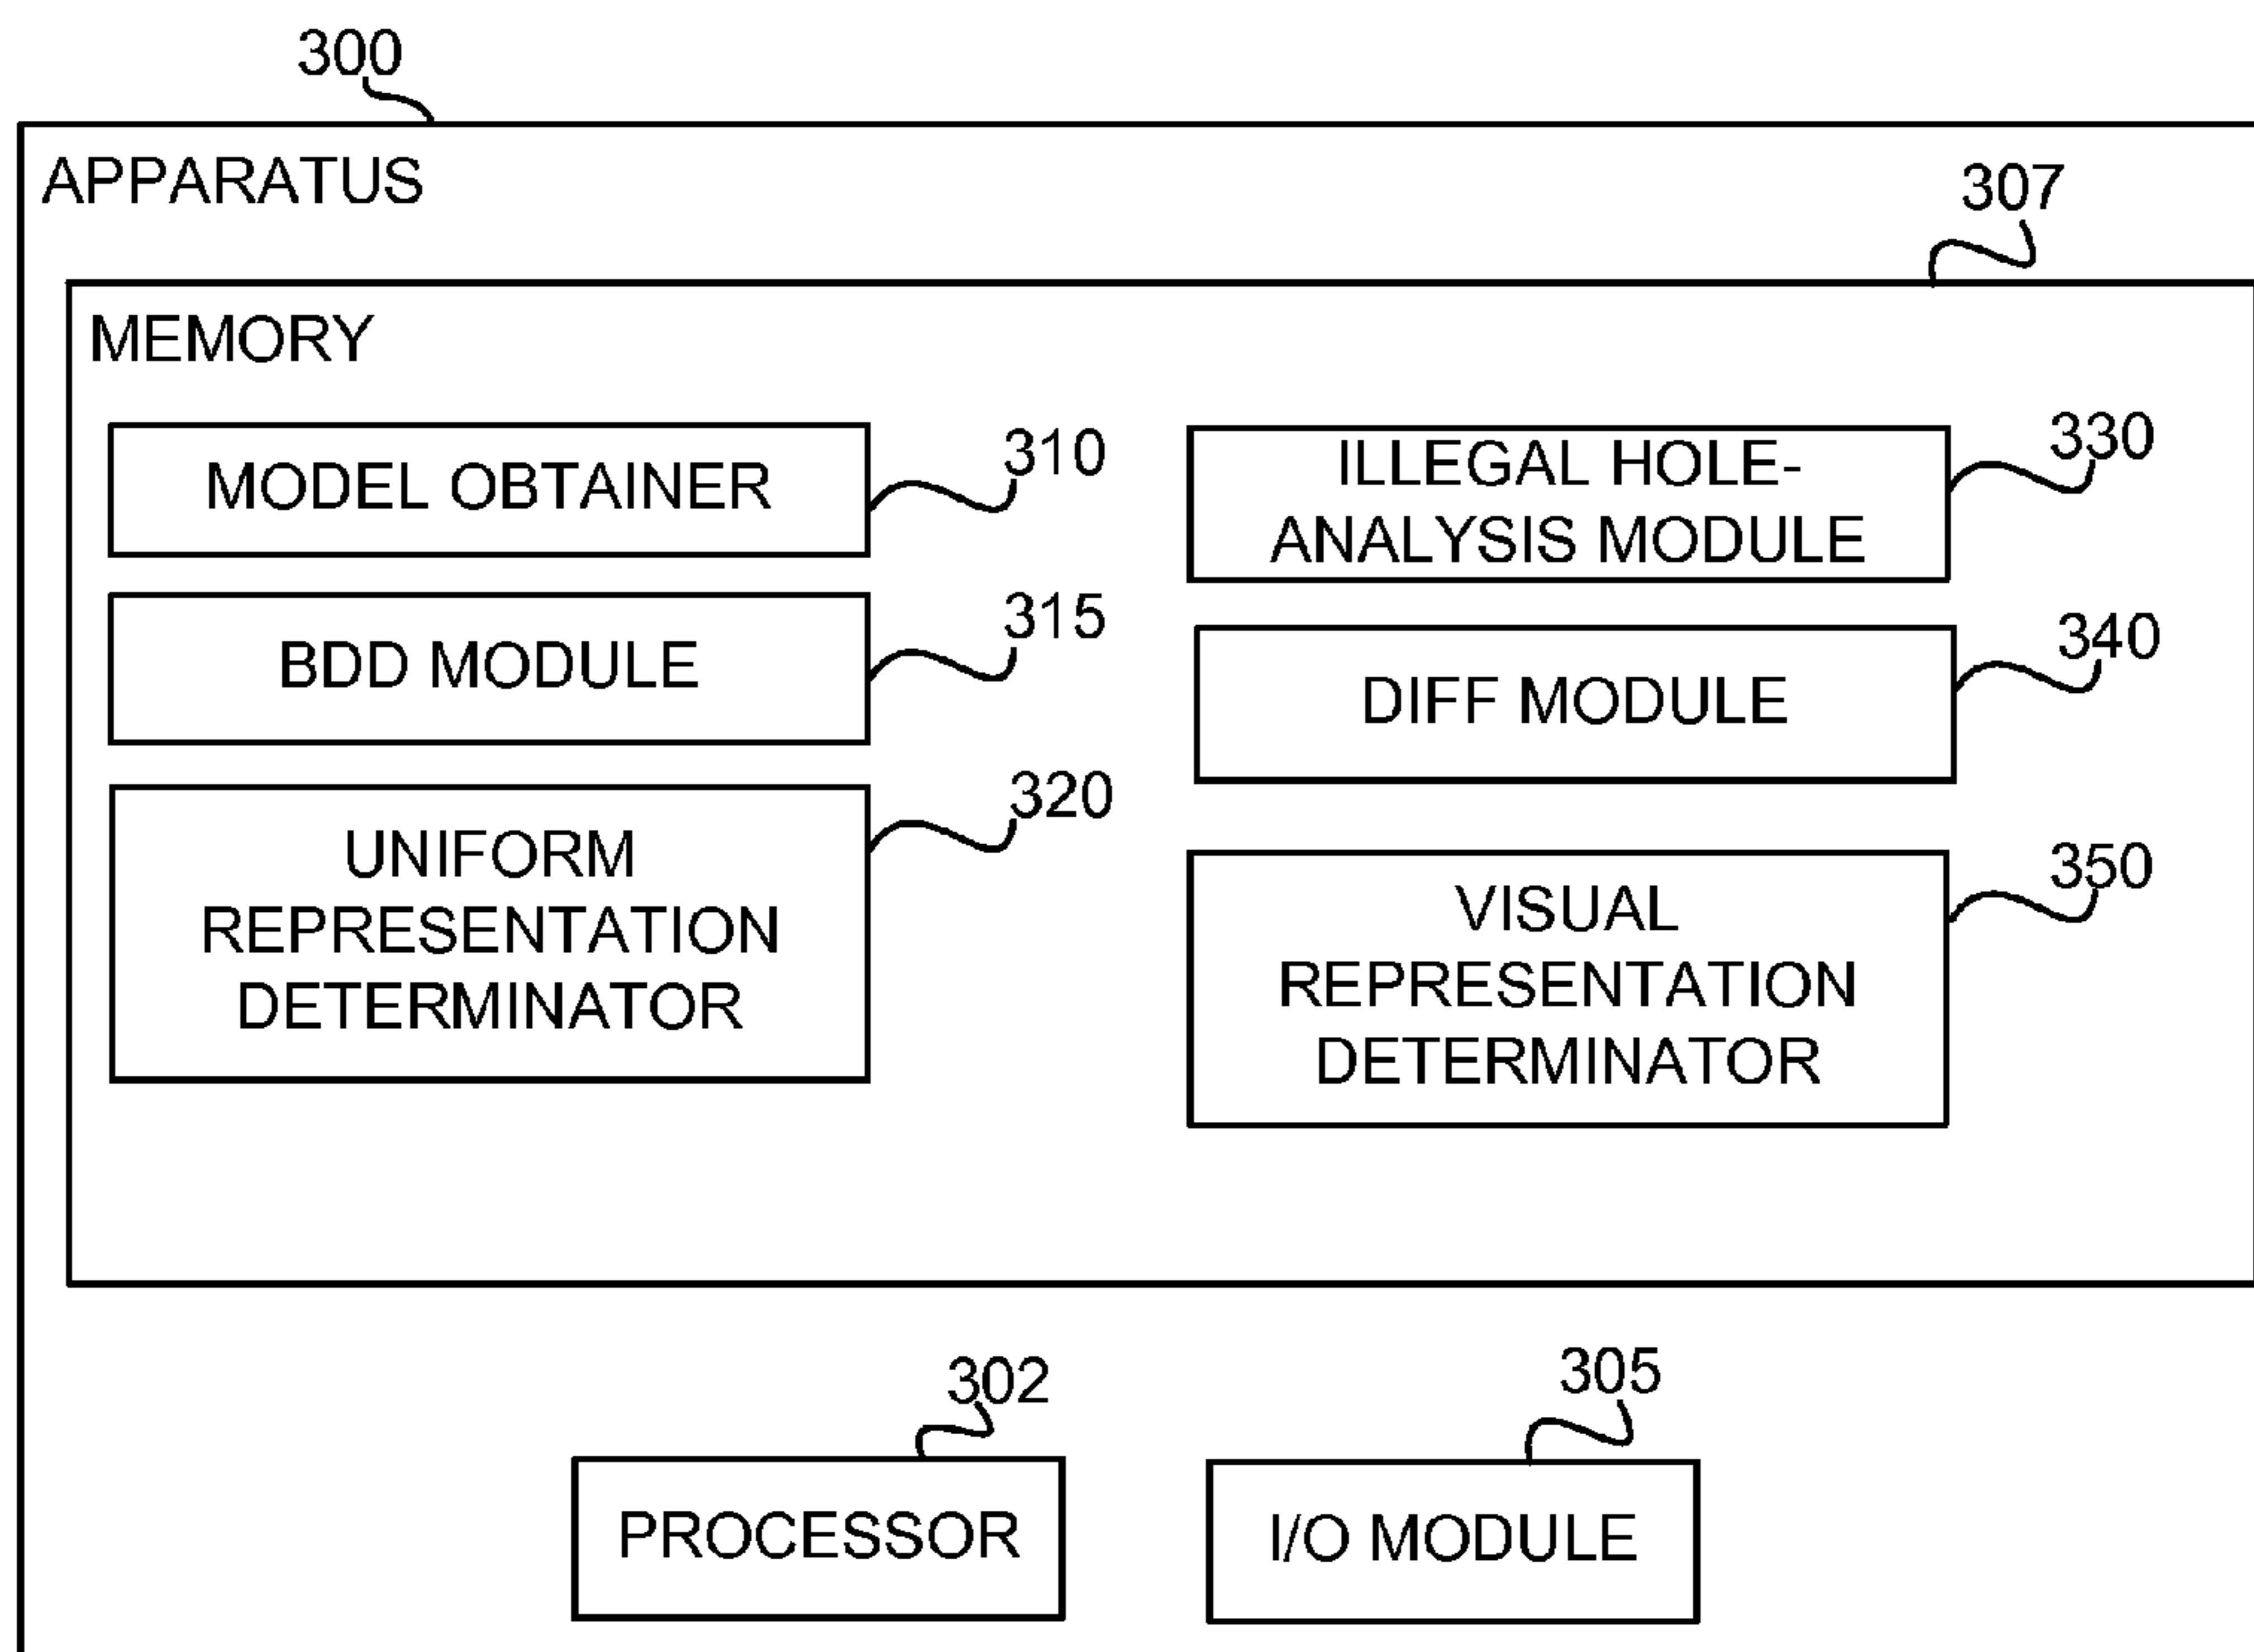 300
APPARATUS
307
MEMORY
MODEL OBTAINER
310
ILLEGAL HOLE-
ANALYSIS MODULE
330
BDD MODULE
315
DIFF MODULE
340
UNIFORM
REPRESENTATION
DETERMINATOR
320
VISUAL
REPRESENTATION
DETERMINATOR
350
302
PROCESSOR
305
I/O MODULE